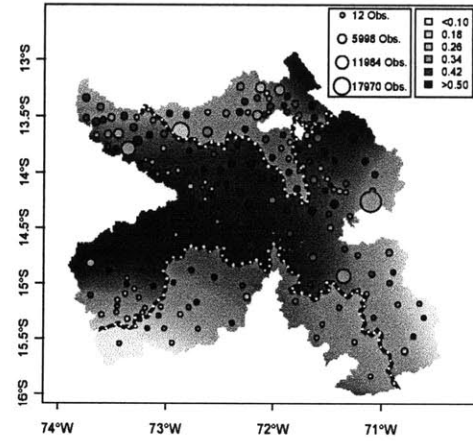 12 Obs.
5998 Obs.
11984 Obs.
17970 Obs.
<0.10
0.18
0.26
0.34
0.42
>0.50
13°S
13.5°S
14°S
14.5°S
15°S
15.5°S
16°S
74°W
73°W
72°W
71°W